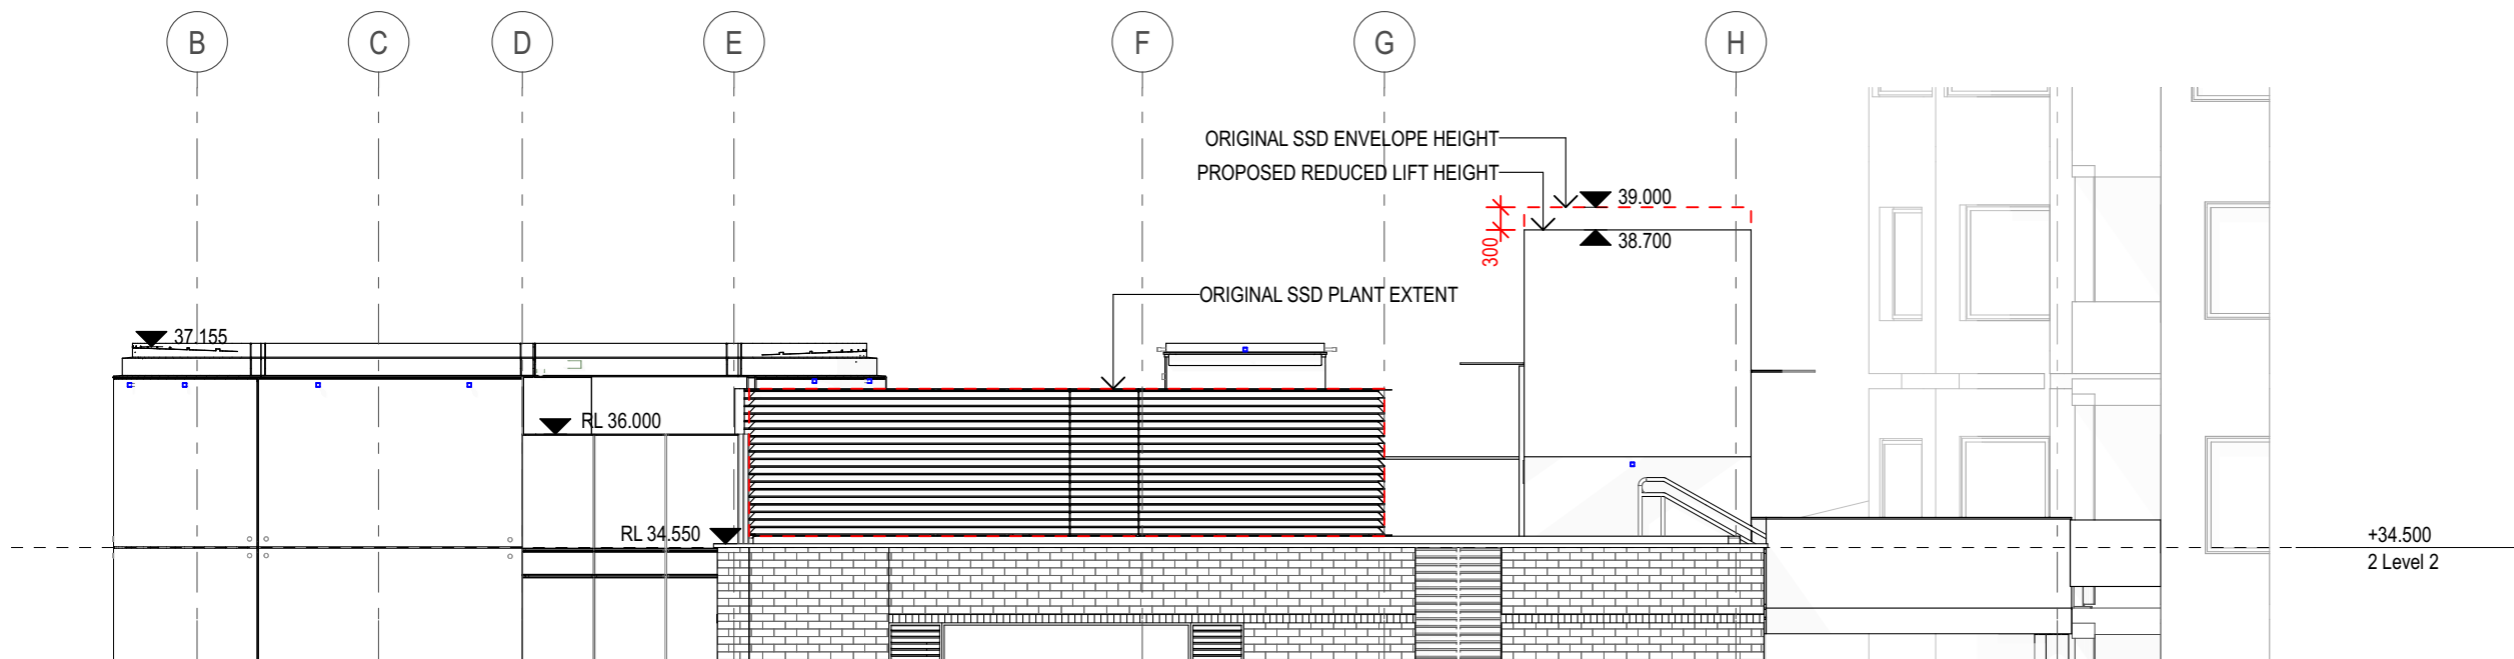 B C D E F G H
ORIGINAL SSD ENVELOPE HEIGHT
PROPOSED REDUCED LIFT HEIGHT
39.000
38.700
300
ORIGINAL SSD PLANT EXTENT
37.155
RL 36.000
RL 34.550
+34.500
2 Level 2